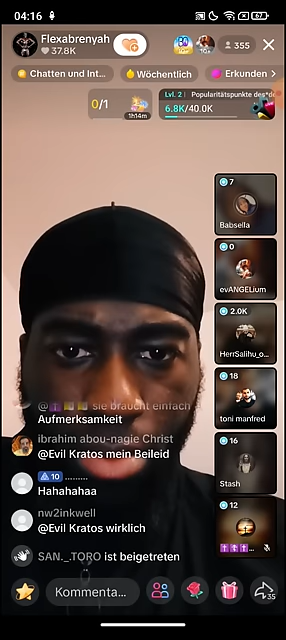 04:16
67
Flexabrenyah
37.8K
355
Chatten und Int...
Wöchentlich
Erkunden >
0/1
1h14m
Lvl. 2
Popularitätspunkte des
6.8K/40.0K
7
Babsella
0
evANGELium
2.0K
HerrSalihu_o...
18
toni manfred
16
Stash
12
sie braucht einfach
Aufmerksamkeit
ibrahim abou-nagie Christ
@Evil Kratos mein Beileid
10 .........
Hahahahaa
nw2inkwell
@Evil Kratos wirklich
SAN._.TORO ist beigetreten
Kommenta...
35